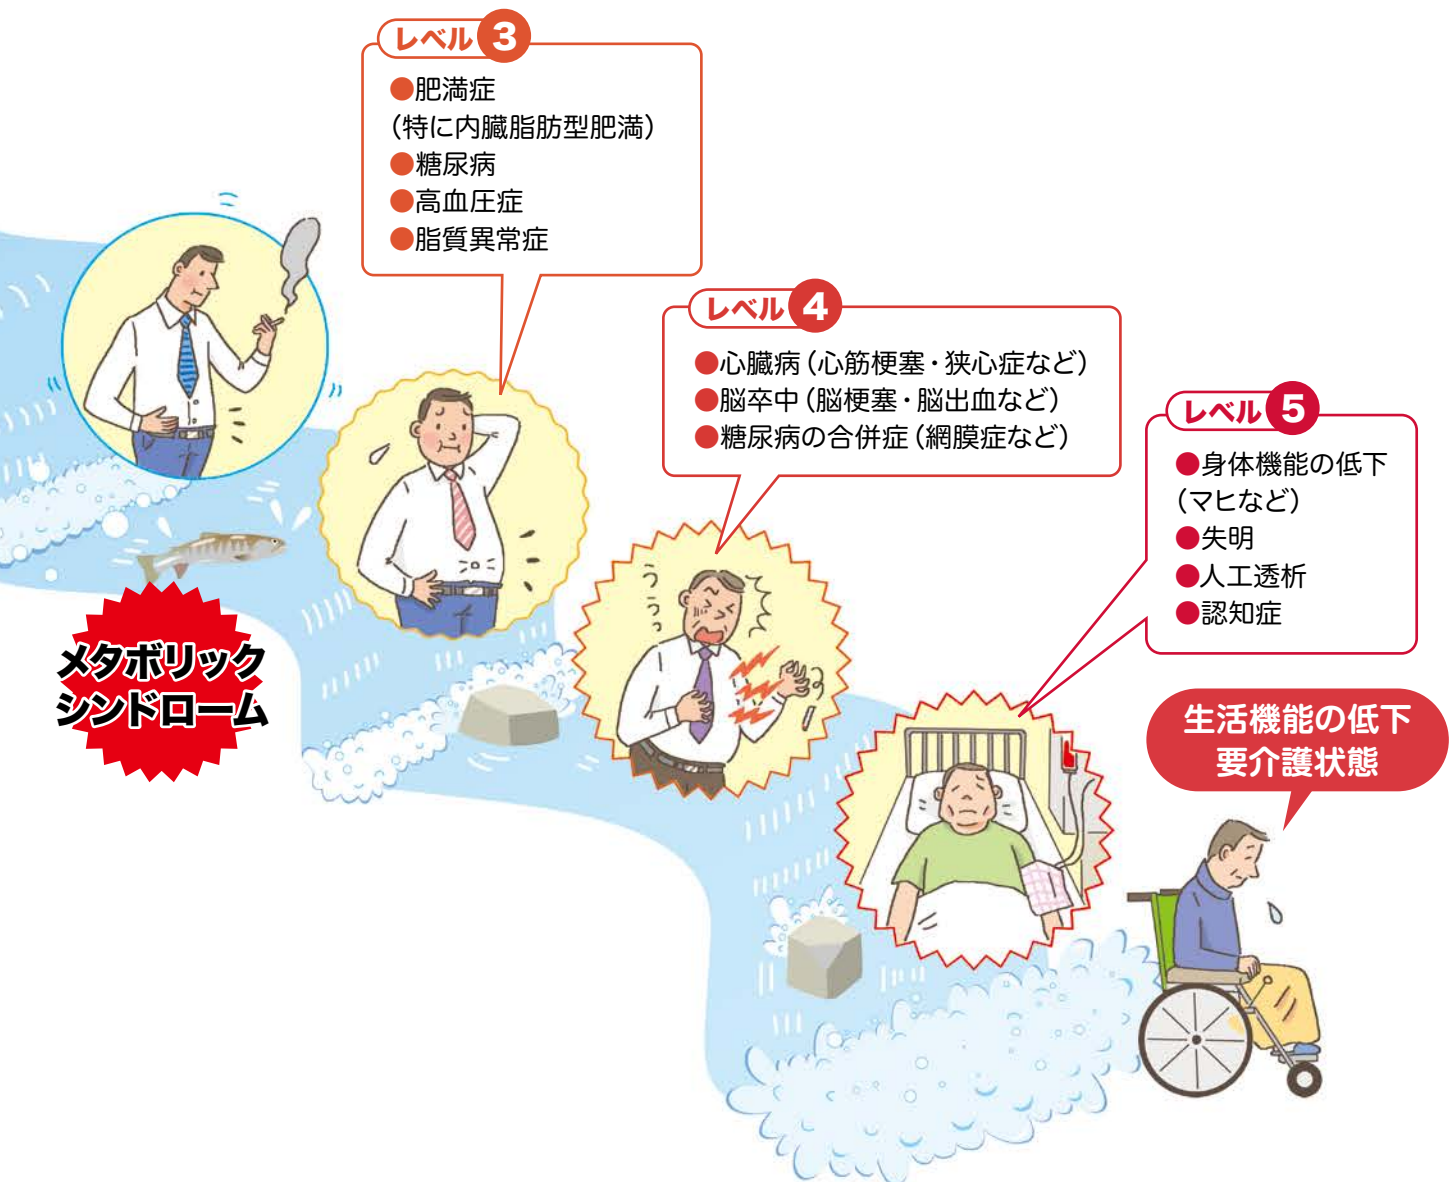 レベル 3
●肥満症
（特に内臓脂肪型肥満）
●糖尿病
●高血圧症
●脂質異常症
レベル 4
●心臓病（心筋梗塞・狭心症など）
●脳卒中（脳梗塞・脳出血など）
●糖尿病の合併症（網膜症など）
レベル 5
●身体機能の低下
（マヒなど）
●失明
●人工透析
●認知症
メタボリック
シンドローム
ううう
生活機能の低下
要介護状態